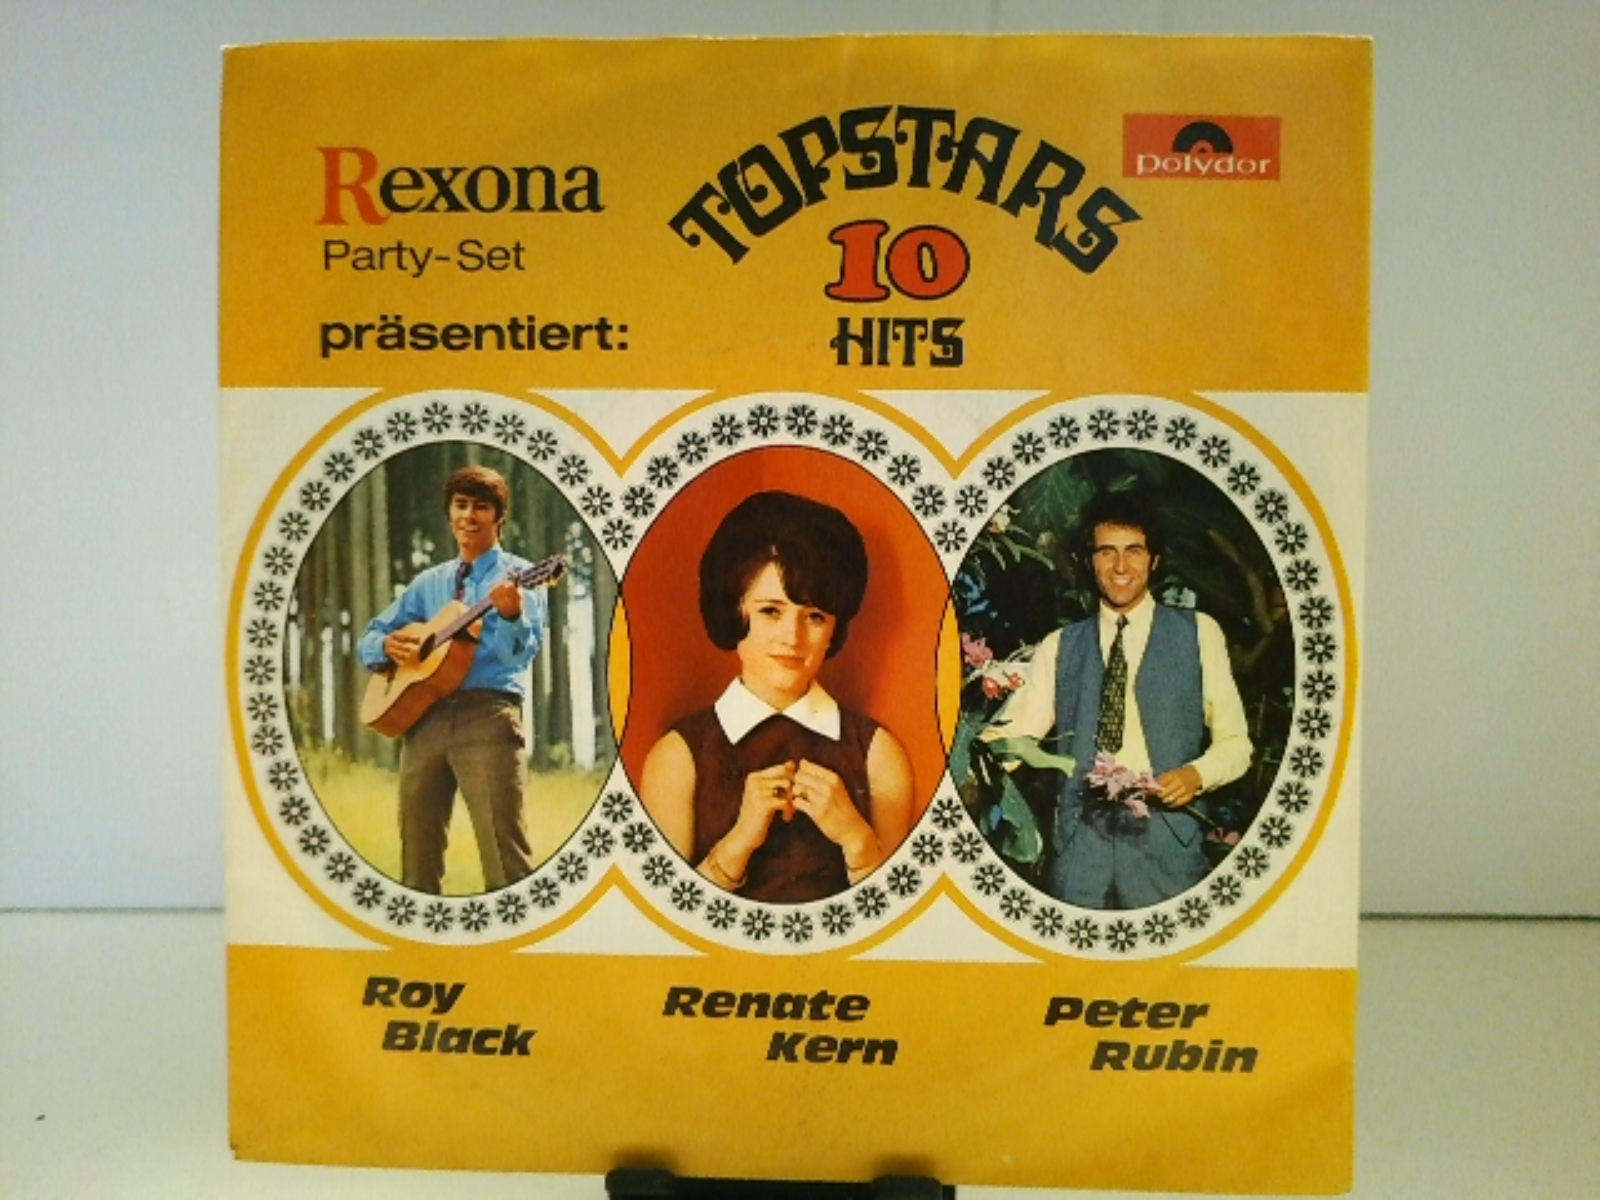 Rexona
Party-Set
präsentiert:
TOPSTARS
10
HITS
polydor
Roy
Black
Renate
Kern
Peter
Rubin